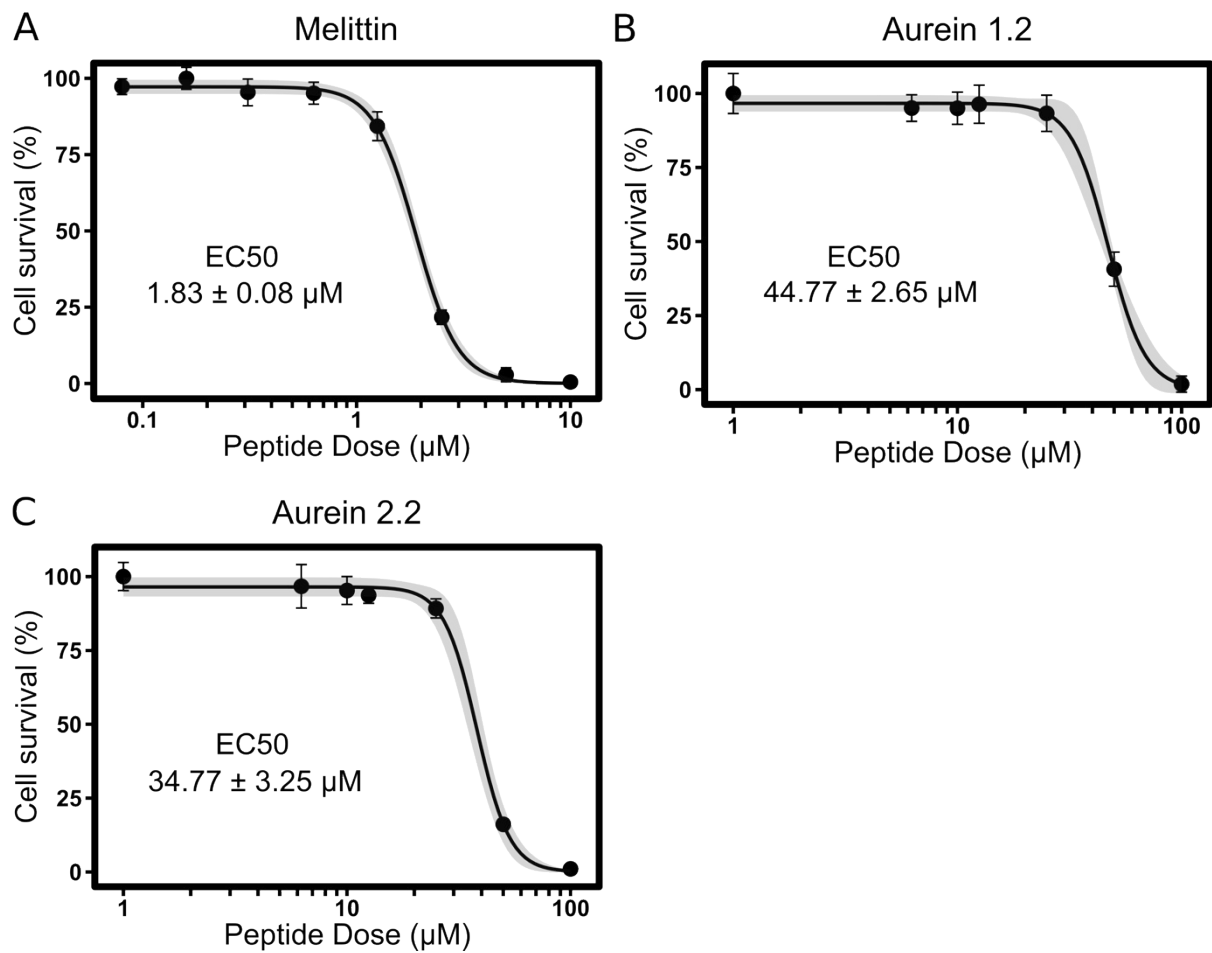 A
Melittin
100
75
50
25
0
Cell survival (%)
EC50
1.83 ± 0.08 µM
0.1
1
10
Peptide Dose (µM)
B
Aurein 1.2
100
75
50
25
0
Cell survival (%)
EC50
44.77 ± 2.65 µM
1
10
100
Peptide Dose (µM)
C
Aurein 2.2
100
75
50
25
0
Cell survival (%)
EC50
34.77 ± 3.25 µM
1
10
100
Peptide Dose (µM)